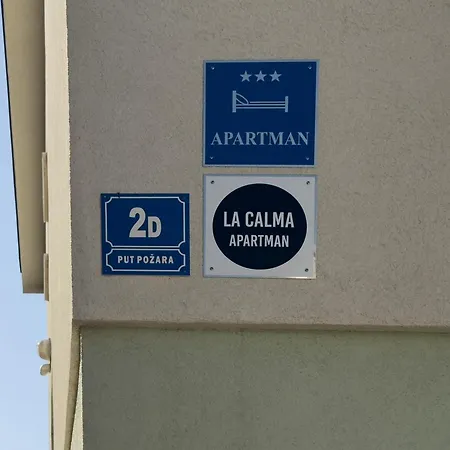 ★★★
APARTMAN
2D
PUT POŽARA
LA CALMA
APARTMAN